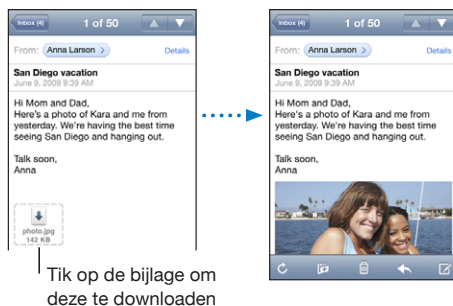 Inbox (4)
1 of 50
From: Anna Larson
Details
San Diego vacation
June 9, 2009 9:39 AM
Hi Mom and Dad,
Here's a photo of Kara and me from
yesterday. We're having the best time
seeing San Diego and hanging out.
Talk soon,
Anna
photo.jpg
142 KB
Tik op de bijlage om
deze te downloaden
Inbox (4)
1 of 50
From: Anna Larson
Details
San Diego vacation
June 9, 2009 9:39 AM
Hi Mom and Dad,
Here's a photo of Kara and me from
yesterday. We're having the best time
seeing San Diego and hanging out.
Talk soon,
Anna